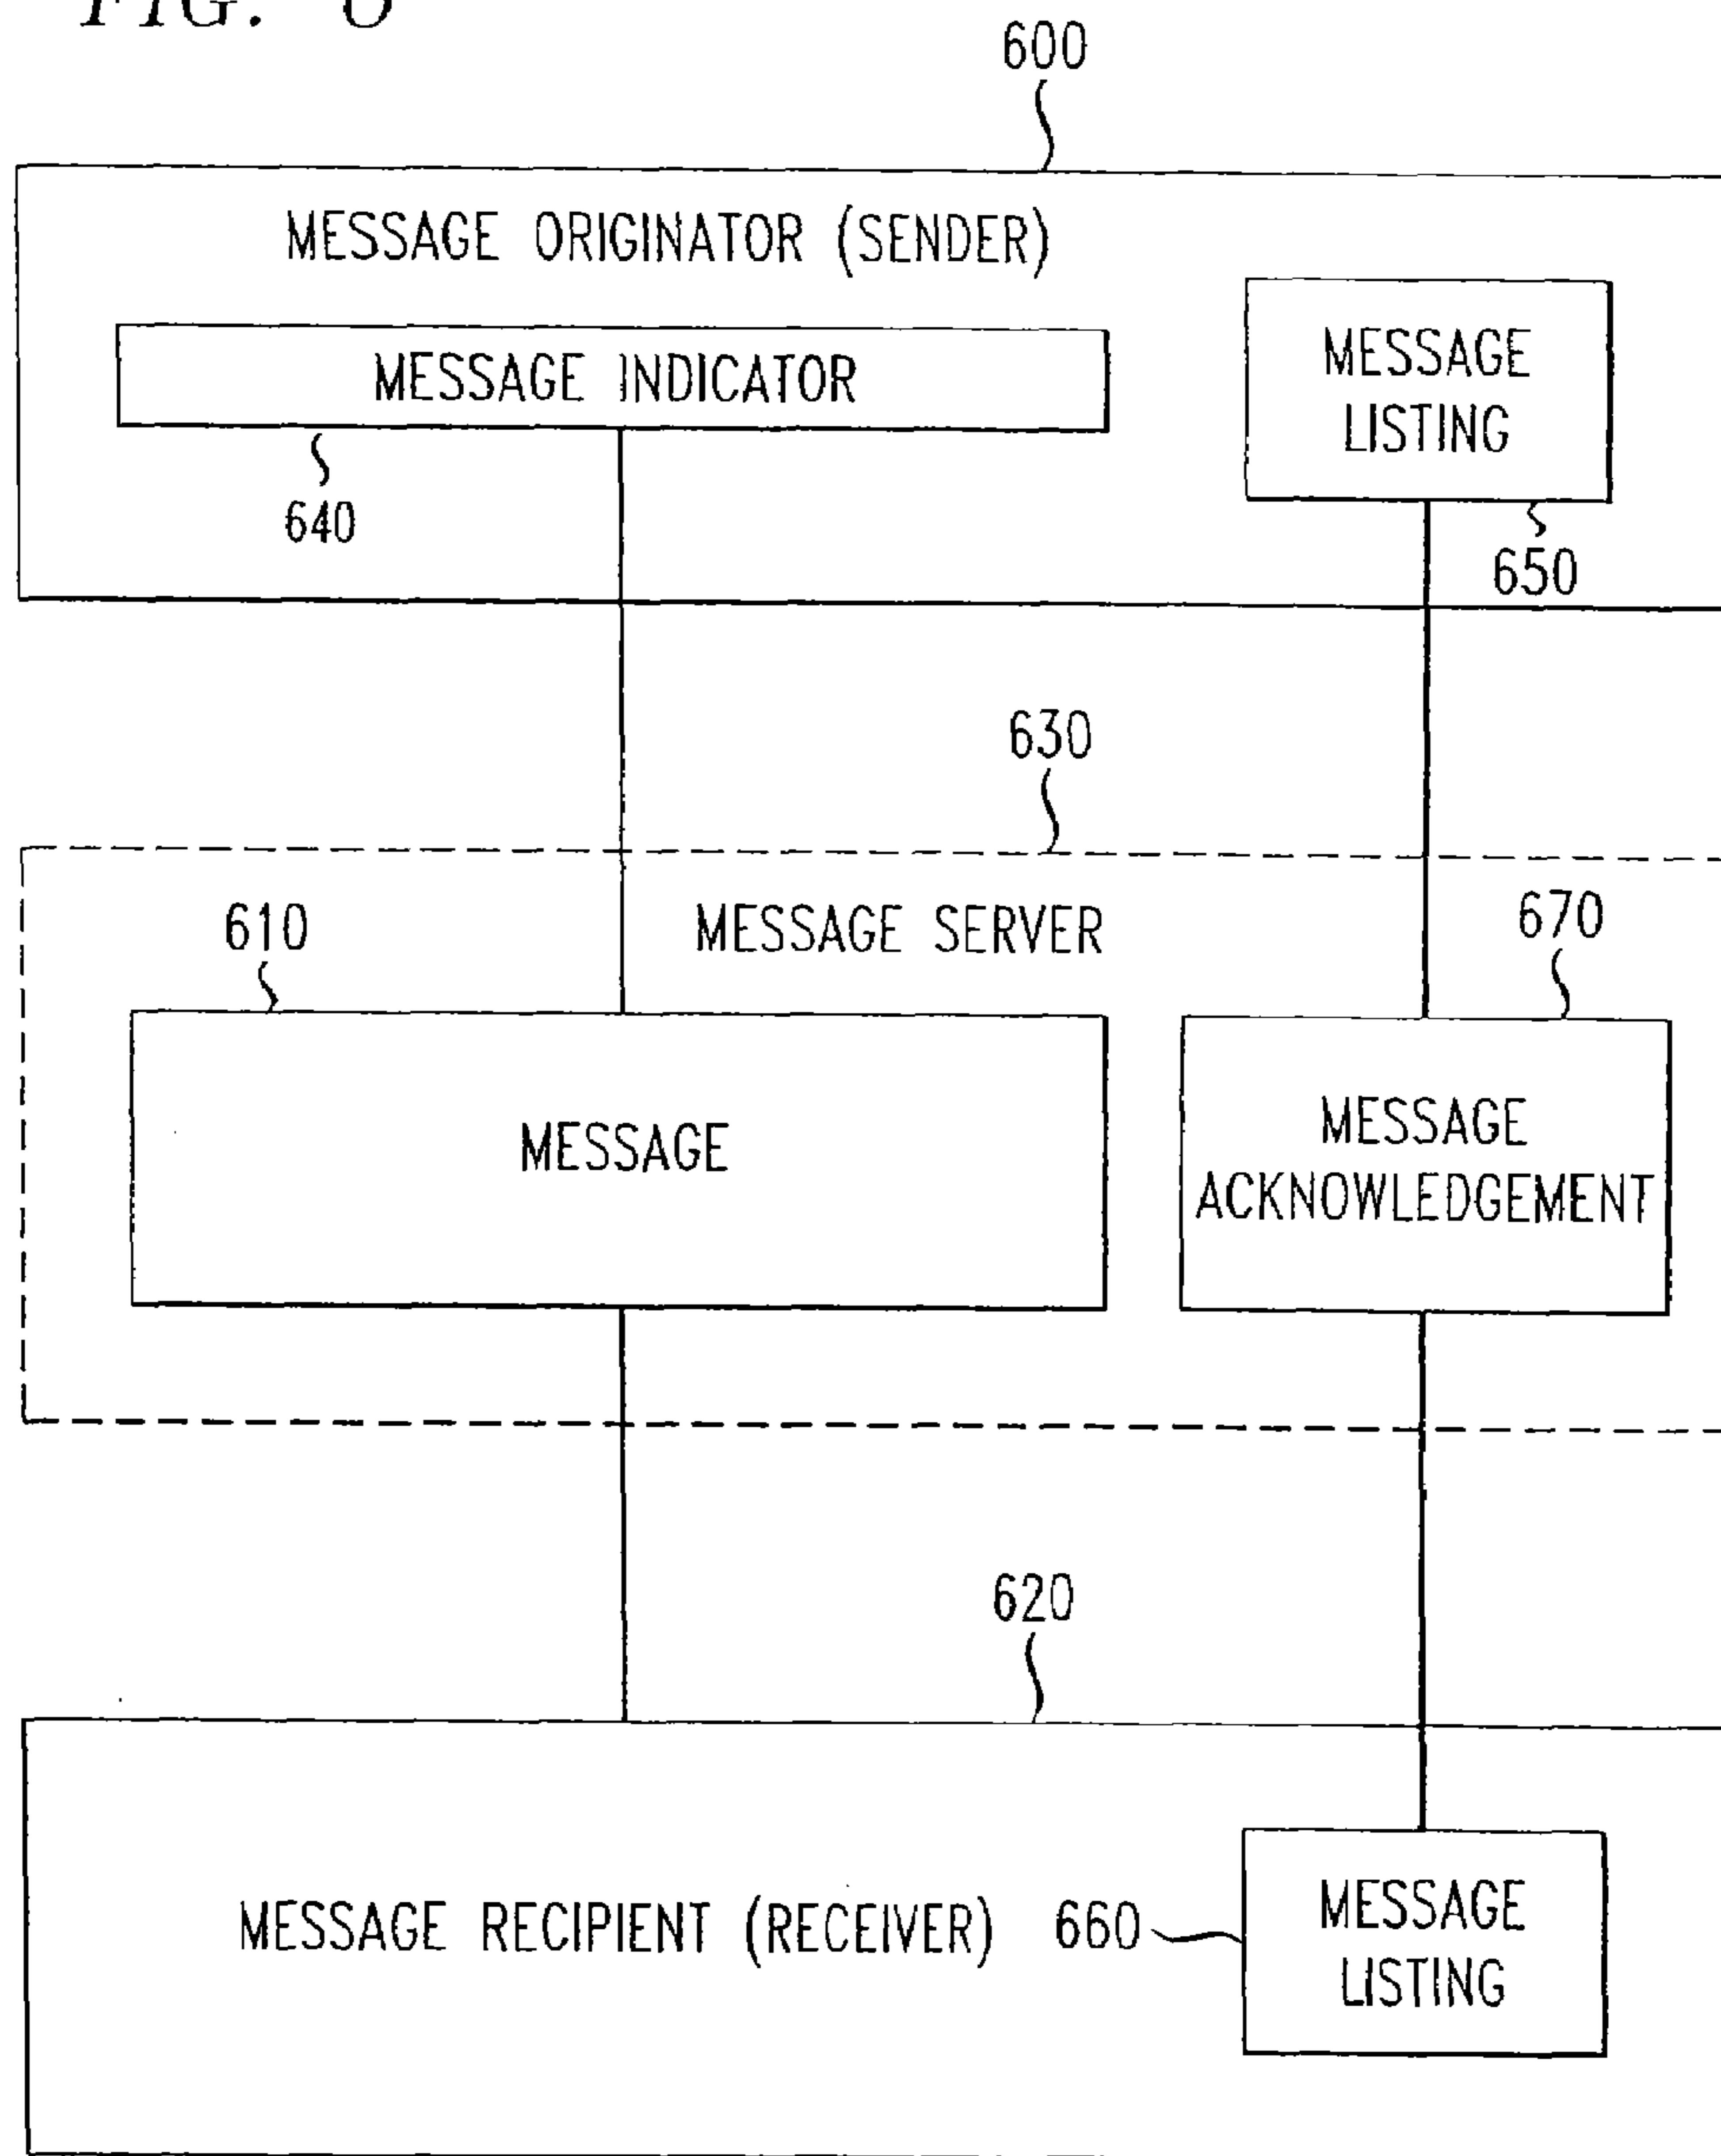 FIG.
600
MESSAGE ORIGINATOR (SENDER)
MESSAGE INDICATOR
MESSAGE
LISTING
640
650
630
610
MESSAGE SERVER
670
MESSAGE
MESSAGE
ACKNOWLEDGEMENT
620
MESSAGE RECIPIENT (RECEIVER)
660
MESSAGE
LISTING